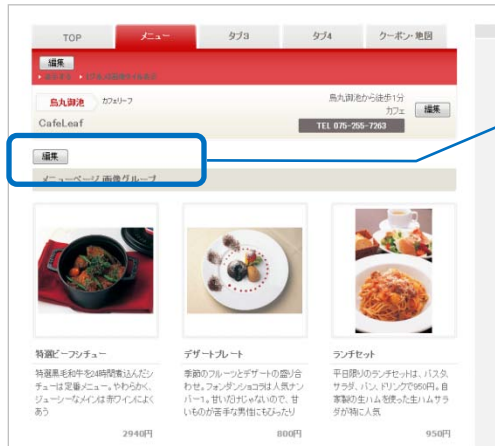 TOP
メニュー
タブ3
タブ4
クーポン・地図
編集
烏丸御池
カフェリーフ
烏丸御池から徒歩1分
カフェ
編集
CafeLeaf
TEL 075-255-7263
編集
メニューページ 画像グループ
特選ビーフシチュー
特選黒毛和牛を24時間煮込んだシ
チューは定番メニュー。やわらかく、
ジューシーなメインは赤ワインによく
あう
2940円
デザートプレート
季節のフルーツとデザートの盛り合
わせ。フォンダンショコラは人気ナン
バー1。甘いだけじゃないので、甘
いものが苦手な男性にもぴったり
800円
ランチセット
平日限りのランチセットは、パスタ、
サラダ、パン、ドリンクで950円。自
家製の生ハムを使った生ハムサラ
ダが特に人気
950円